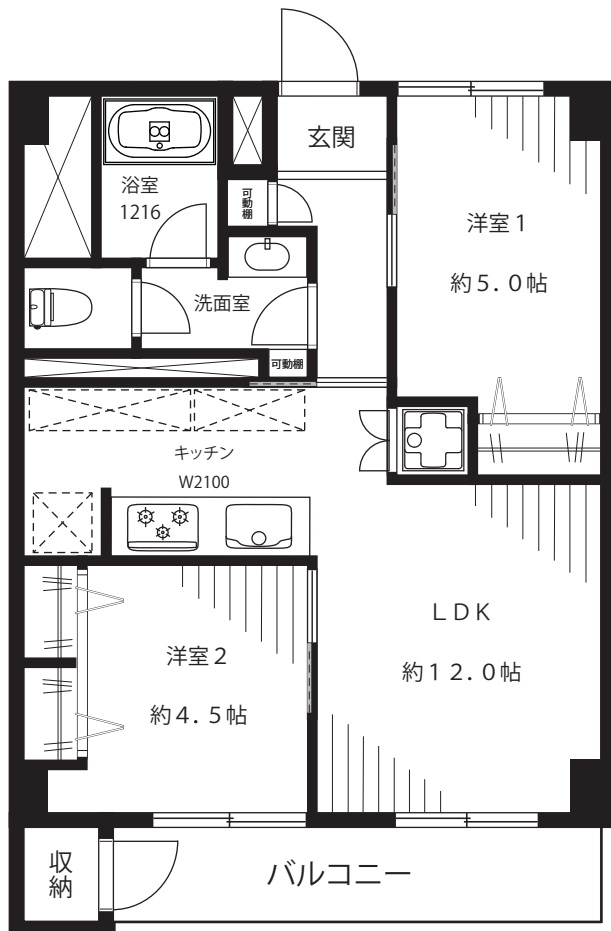 玄関
浴室
1216
可動棚
洋室1
約5.0帖
洗面室
可動棚
キッチン
W2100
LDK
約12.0帖
洋室2
約4.5帖
収納
バルコニー